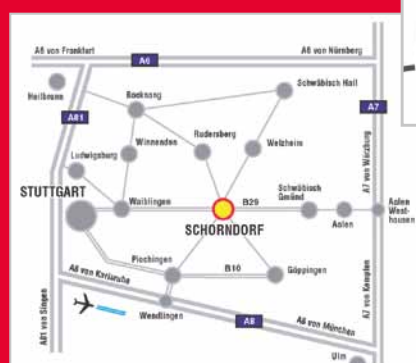 A6 von Frankfurt
A6 von Nürnberg
A6
Heilbronn
Schwäbisch Hall
Backnang
A7
A81
Winnenden
Rudersberg
Welzheim
A7 von Würzburg
Ludwigsburg
STUTTGART
Waiblingen
B29
Schwäbisch
Gmünd
SCHORNDORF
Aalen
Aalen
West-
hausen
Plochingen
B10
Göppingen
A8 von Karlsruhe
A7 von Kempten
A81 von Singen
Wendlingen
A8
A8 von München
Ulm